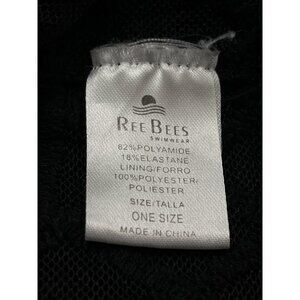 REE BEES
SWIMWEAR
82%POLYAMIDE
18%ELASTANE
LINING/FORRO
100%POLYESTER/
POLIESTER
SIZE/TALLA
ONE SIZE
MADE IN CHINA